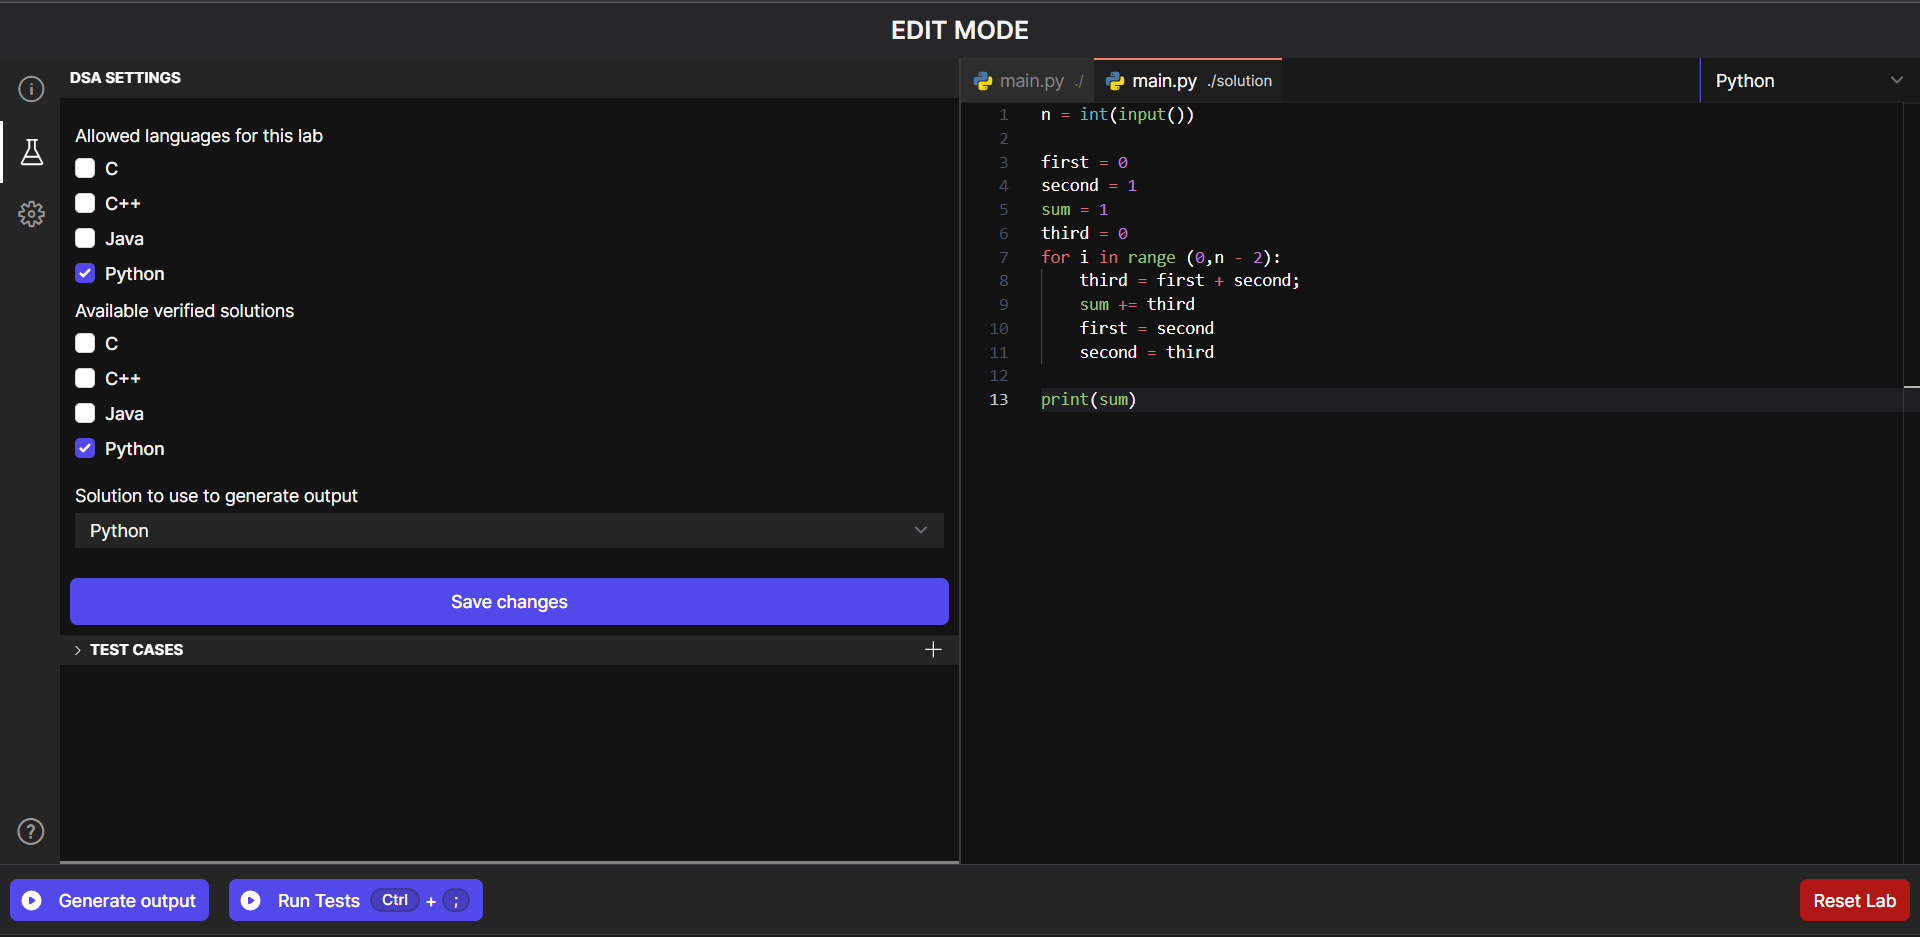 EDIT MODE
DSA SETTINGS
Allowed languages for this lab
C
C++
Java
Python
Available verified solutions
C
C++
Java
Python
Solution to use to generate output
Python
Save changes
TEST CASES
main.py ./
main.py ./solution
Python
1 n = int(input())
2
3 first = 0
4 second = 1
5 sum = 1
6 third = 0
7 for i in range (0,n - 2):
8     third = first + second;
9     sum += third
10     first = second
11     second = third
12
13 print(sum)
Generate output
Run Tests Ctrl + ;
Reset Lab